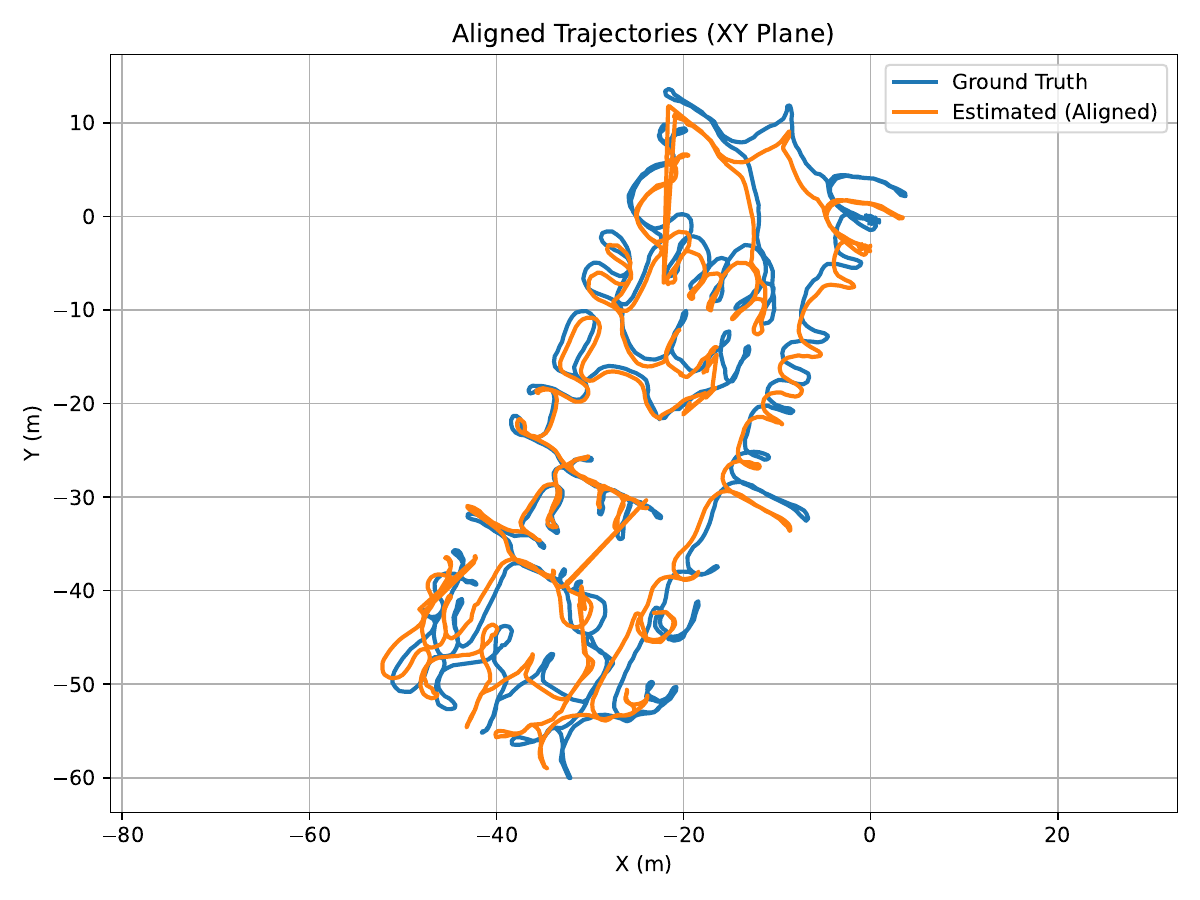 Aligned Trajectories (XY Plane)
Ground Truth
Estimated (Aligned)
10
0
−10
−20
−30
−40
−50
−60
Y (m)
−80
−60
−40
−20
0
20
X (m)